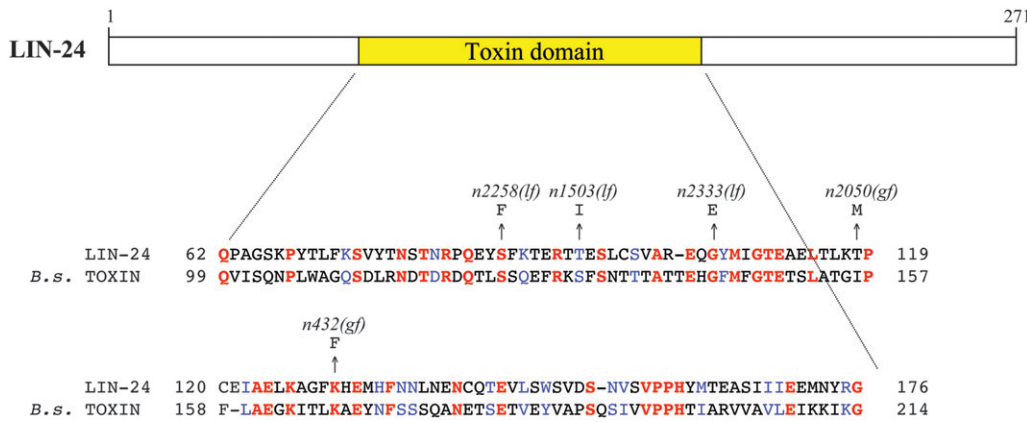 1 271
LIN-24 Toxin domain
n2258(lf) n1503(lf) n2333(lf) n2050(gf)
F I E M
LIN-24 62 QPAGSKPYTLFKSVYTNSTNRPQEYSFKTERTTFSLCSVAR-EQGYMIGTEAELTLKTP 119
B.s. TOXIN 99 QVISQNPLWAGQSDLRNDTDRDQTLSSQEFRKSFSNTTTATTEHGFMFGTETSLATGIP 157
n432(gf)
F
LIN-24 120 CEIAELKAGFKHEMHFNNLNENCQTEVLSWSVDS-NVSVPPHYMTEASIIIEEMNYRG 176
B.s. TOXIN 158 F-LAEGKITLKAEYNFSSSQANETSETVEYVAPSQSIVVPPHTIARVVAVLEIKKIKG 214